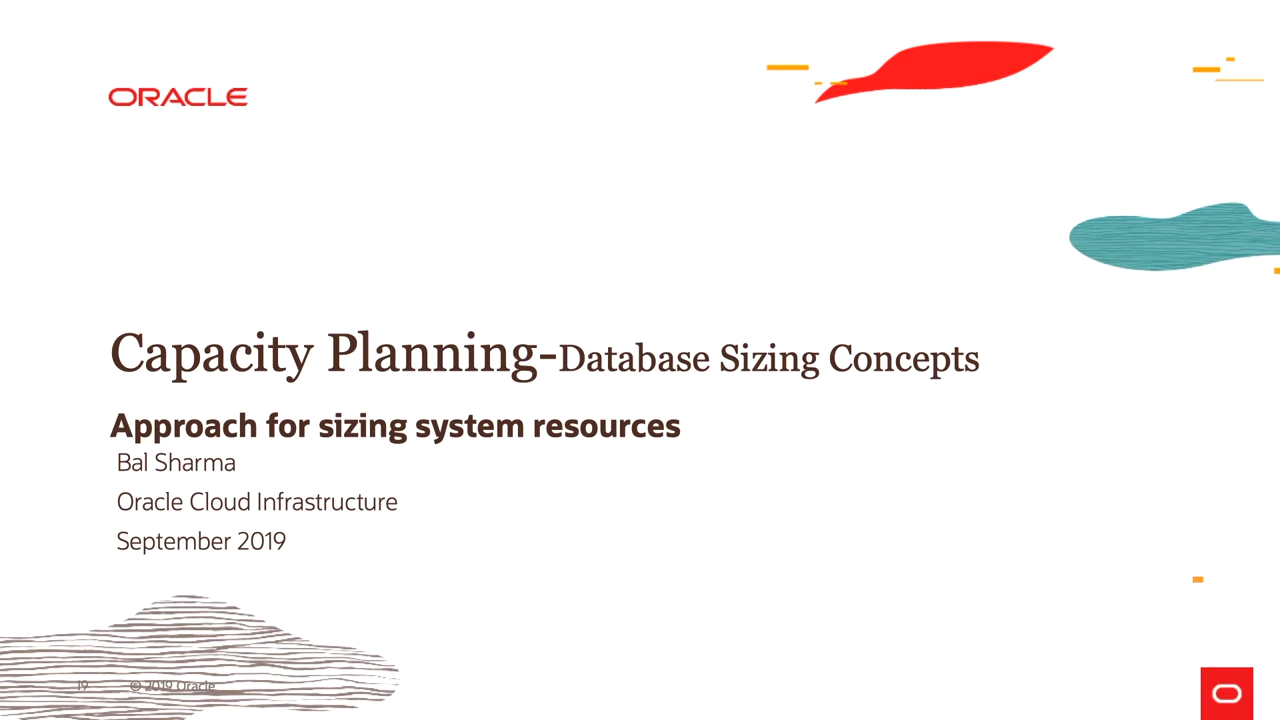 ORACLE
Capacity Planning-Database Sizing Concepts
Approach for sizing system resources
Bal Sharma
Oracle Cloud Infrastructure
September 2019
19 © 2019 Oracle